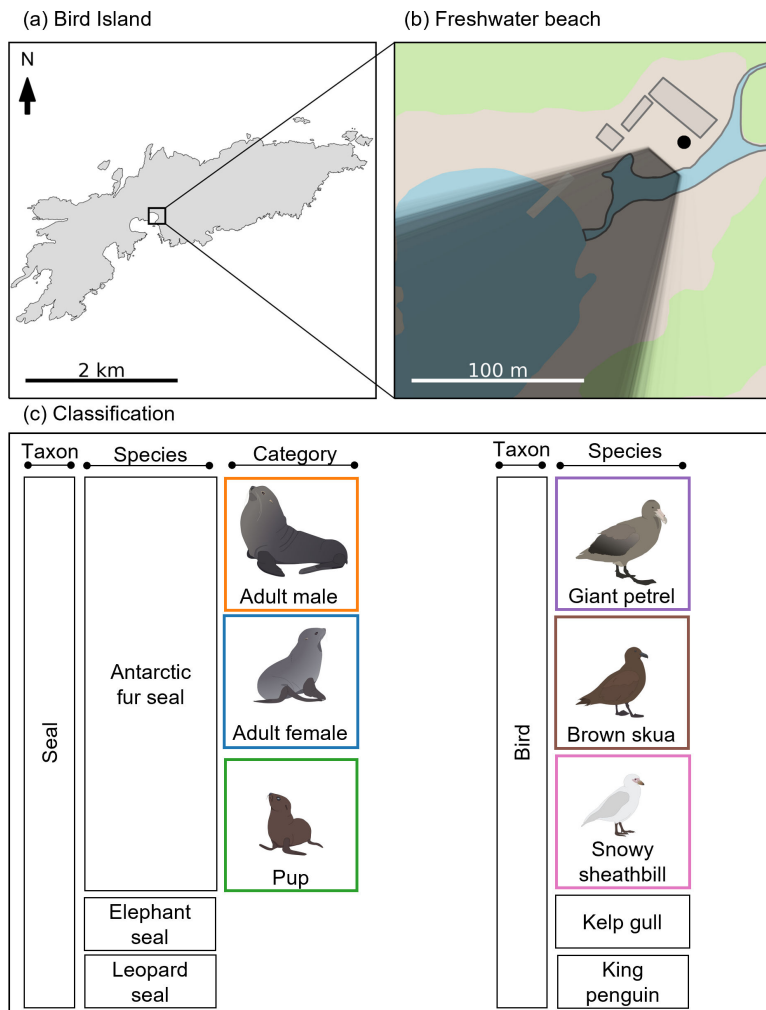 (a) Bird Island
(b) Freshwater beach
N
2 km
100 m
(c) Classification
Taxon
Species
Category
Seal
Antarctic
fur seal
Adult male
Adult female
Pup
Elephant
seal
Leopard
seal
Taxon
Species
Bird
Giant petrel
Brown skua
Snowy
sheathbill
Kelp gull
King
penguin